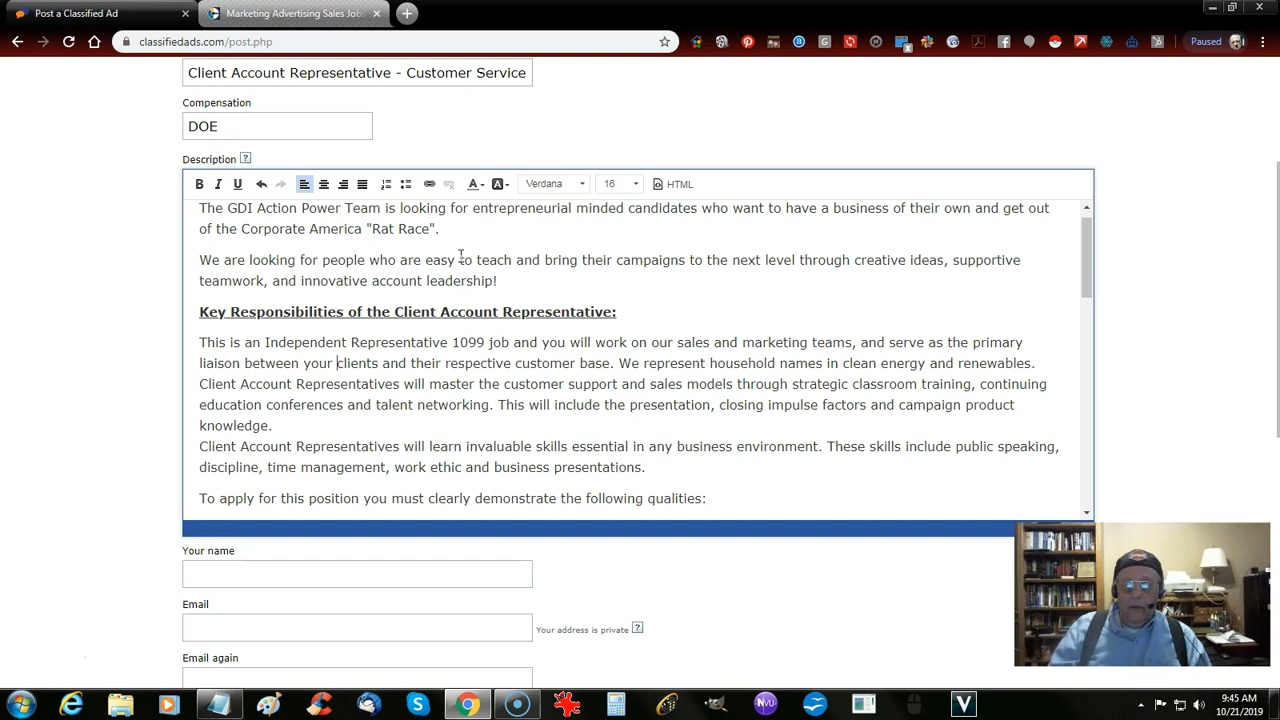 Post a Classified Ad
Marketing Advertising Sales Jobs
classifiedads.com/post.php
Paused
Client Account Representative - Customer Service
Compensation
DOE
Description ?
B I U A A Verdana 16 HTML
The GDI Action Power Team is looking for entrepreneurial minded candidates who want to have a business of their own and get out
of the Corporate America "Rat Race".
We are looking for people who are easy to teach and bring their campaigns to the next level through creative ideas, supportive
teamwork, and innovative account leadership!
Key Responsibilities of the Client Account Representative:
This is an Independent Representative 1099 job and you will work on our sales and marketing teams, and serve as the primary
liaison between your clients and their respective customer base. We represent household names in clean energy and renewables.
Client Account Representatives will master the customer support and sales models through strategic classroom training, continuing
education conferences and talent networking. This will include the presentation, closing impulse factors and campaign product
knowledge.
Client Account Representatives will learn invaluable skills essential in any business environment. These skills include public speaking,
discipline, time management, work ethic and business presentations.
To apply for this position you must clearly demonstrate the following qualities:
Your name
Email
Your address is private ?
Email again
9:45 AM
10/21/2019